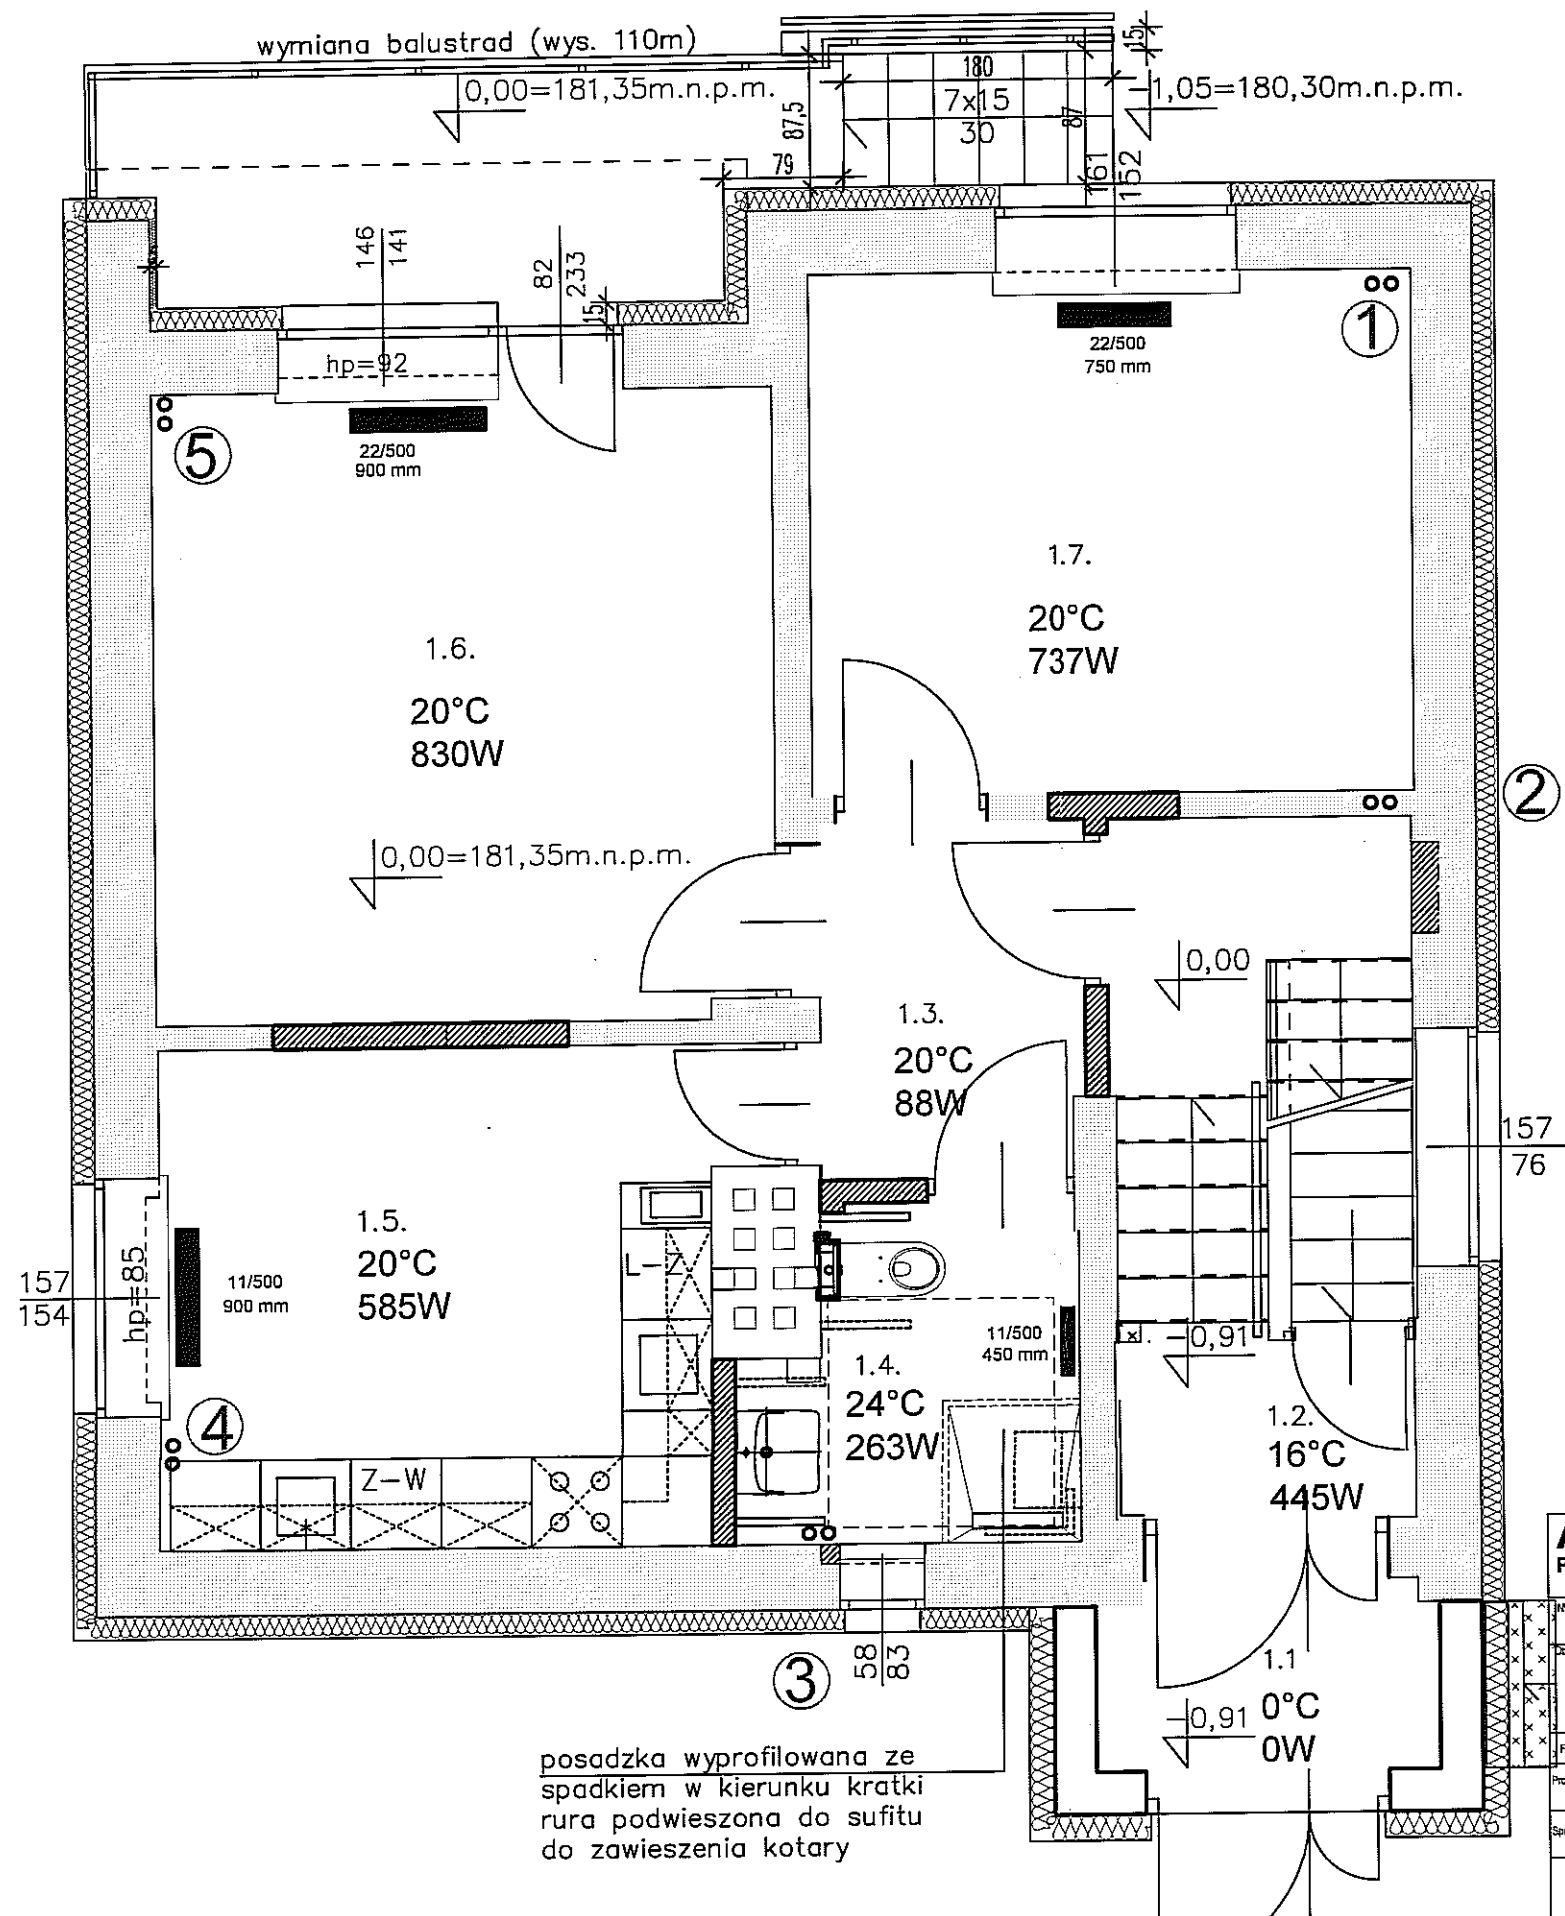 wymiana balustrad (wys. 110m)
0,00=181,35m.n.p.m.
180
7x15
30
87,5
87
15
-1,05=180,30m.n.p.m.
79
161
152
146
141
82
233
15
hp=92
22/500
750 mm
1
22/500
900 mm
5
1.7.
20°C
737W
1.6.
20°C
830W
2
0,00=181,35m.n.p.m.
0,00
1.3.
20°C
88W
157
76
1.5.
20°C
585W
L-Z
hp=85
11/500
900 mm
157
154
11/500
450 mm
-0,91
1.4.
24°C
263W
1.2.
16°C
445W
4
Z-W
3
58
83
1.1
0°C
0W
-0,91
posadzka wyprofilowana ze
spadkiem w kierunku kratki
rura podwieszona do sufitu
do zawieszenia kotary